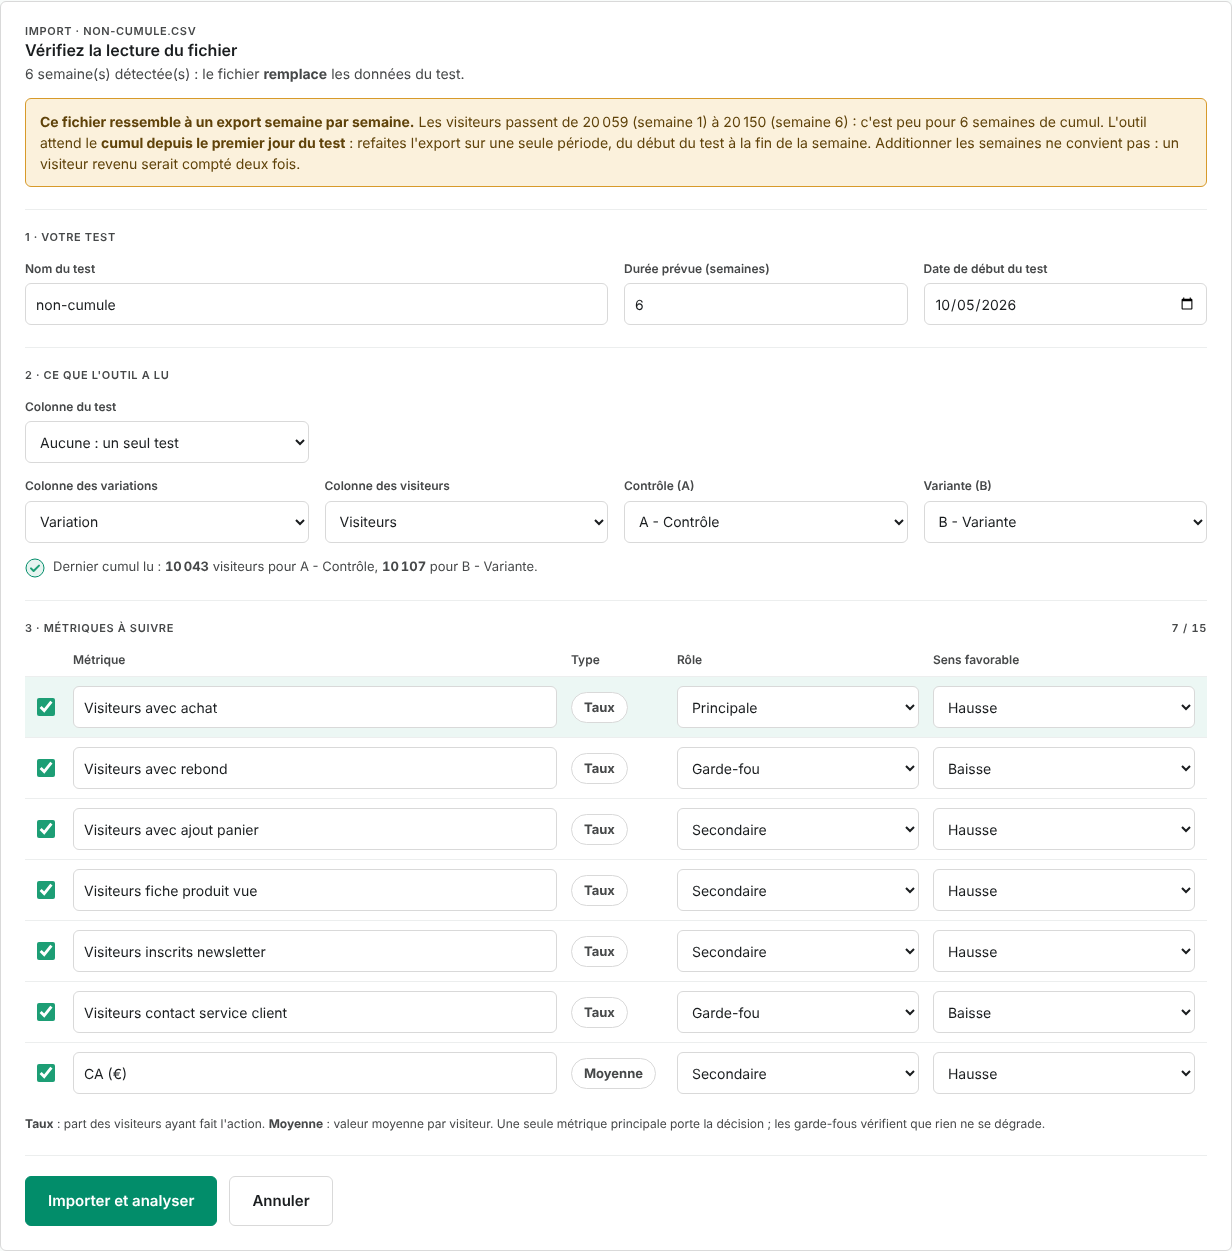 IMPORT · NON-CUMULE.CSV
Vérifiez la lecture du fichier
6 semaine(s) détectée(s) : le fichier remplace les données du test.
Ce fichier ressemble à un export semaine par semaine. Les visiteurs passent de 20 059 (semaine 1) à 20 150 (semaine 6) : c'est peu pour 6 semaines de cumul. L'outil
attend le cumul depuis le premier jour du test : refaites l'export sur une seule période, du début du test à la fin de la semaine. Additionner les semaines ne convient pas : un
visiteur revenu serait compté deux fois.
1 · VOTRE TEST
Nom du test Durée prévue (semaines) Date de début du test
non-cumule 6 10/05/2026
2 · CE QUE L'OUTIL A LU
Colonne du test
Aucune : un seul test
Colonne des variations Colonne des visiteurs Contrôle (A) Variante (B)
Variation Visiteurs A - Contrôle B - Variante
Dernier cumul lu : 10 043 visiteurs pour A - Contrôle, 10 107 pour B - Variante.
3 · MÉTRIQUES À SUIVRE 7 / 15
Métrique Type Rôle Sens favorable
Visiteurs avec achat Taux Principale Hausse
Visiteurs avec rebond Taux Garde-fou Baisse
Visiteurs avec ajout panier Taux Secondaire Hausse
Visiteurs fiche produit vue Taux Secondaire Hausse
Visiteurs inscrits newsletter Taux Secondaire Hausse
Visiteurs contact service client Taux Garde-fou Baisse
CA (€) Moyenne Secondaire Hausse
Taux : part des visiteurs ayant fait l'action. Moyenne : valeur moyenne par visiteur. Une seule métrique principale porte la décision ; les garde-fous vérifient que rien ne se dégrade.
Importer et analyser Annuler